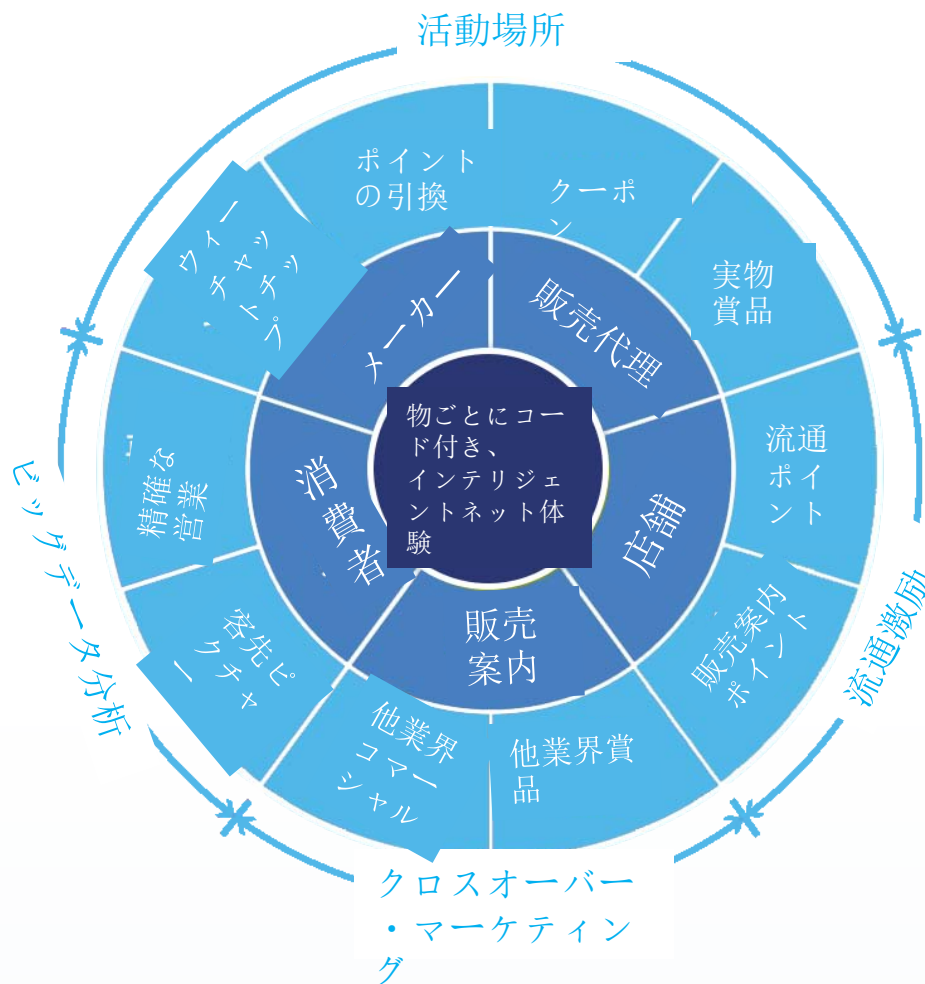 活動場所
ポイント
の引換
クーポ
ン
ウィー
チャッ
トチッ
プ
実物
賞品
メーカー
販売代理
物ごとにコー
ド付き、
インテリジェ
ントネット体
験
流通
ポイ
ント
精確な
営業
消
費
者
店舗
ビッグデータ分析
流通激励
販売
案内
客先ピ
クチャ
ー
販売案内
ポイント
他業界
コマー
シャル
他業界賞
品
クロスオーバー
・マーケティン
グ